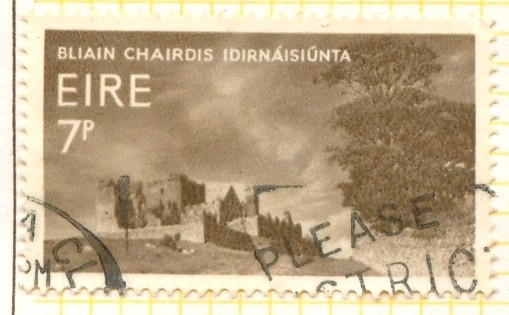 BLIAIN CHAIRDIS IDIRNÁISIÚNTA
EIRE
7P
PLEASE